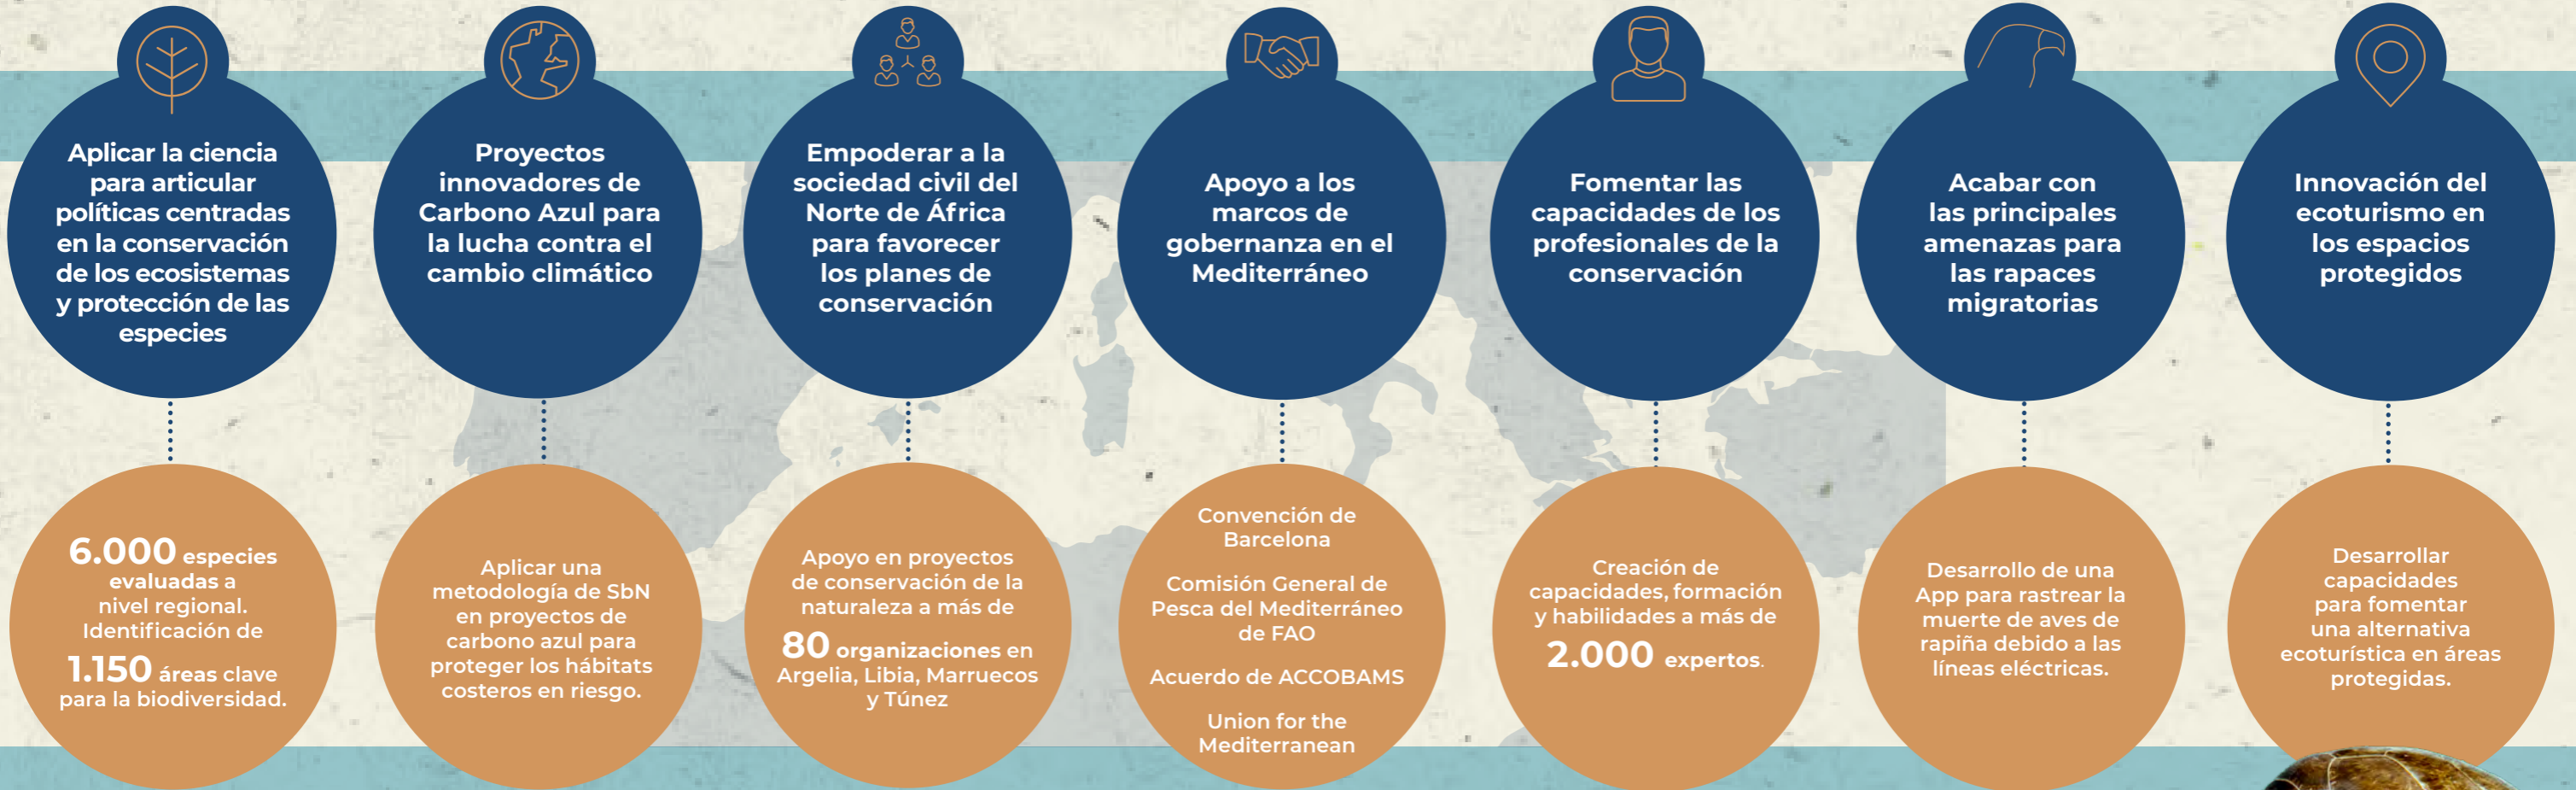 Aplicar la ciencia
para articular
políticas centradas
en la conservación
de los ecosistemas
y protección de las
especies
6.000 especies
evaluadas a
nivel regional.
Identificación de
1.150 áreas clave
para la biodiversidad.
Proyectos
innovadores de
Carbono Azul para
la lucha contra el
cambio climático
Aplicar una
metodología de SbN
en proyectos de
carbono azul para
proteger los hábitats
costeros en riesgo.
Empoderar a la
sociedad civil del
Norte de África
para favorecer
los planes de
conservación
Apoyo en proyectos
de conservación de la
naturaleza a más de
80 organizaciones en
Argelia, Libia, Marruecos
y Túnez
Apoyo a los
marcos de
gobernanza en el
Mediterráneo
Convención de
Barcelona
Comisión General de
Pesca del Mediterráneo
de FAO
Acuerdo de ACCOBAMS
Union for the
Mediterranean
Fomentar las
capacidades de los
profesionales de la
conservación
Creación de
capacidades, formación
y habilidades a más de
2.000 expertos.
Acabar con
las principales
amenazas para
las rapaces
migratorias
Desarrollo de una
App para rastrear la
muerte de aves de
rapiña debido a las
líneas eléctricas.
Innovación del
ecoturismo en
los espacios
protegidos
Desarrollar
capacidades
para fomentar
una alternativa
ecoturística en áreas
protegidas.